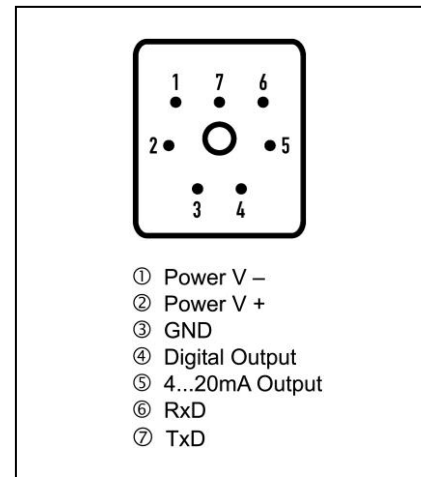 1 7 6
2 5
3 4
① Power V –
② Power V +
③ GND
④ Digital Output
⑤ 4...20mA Output
⑥ RxD
⑦ TxD